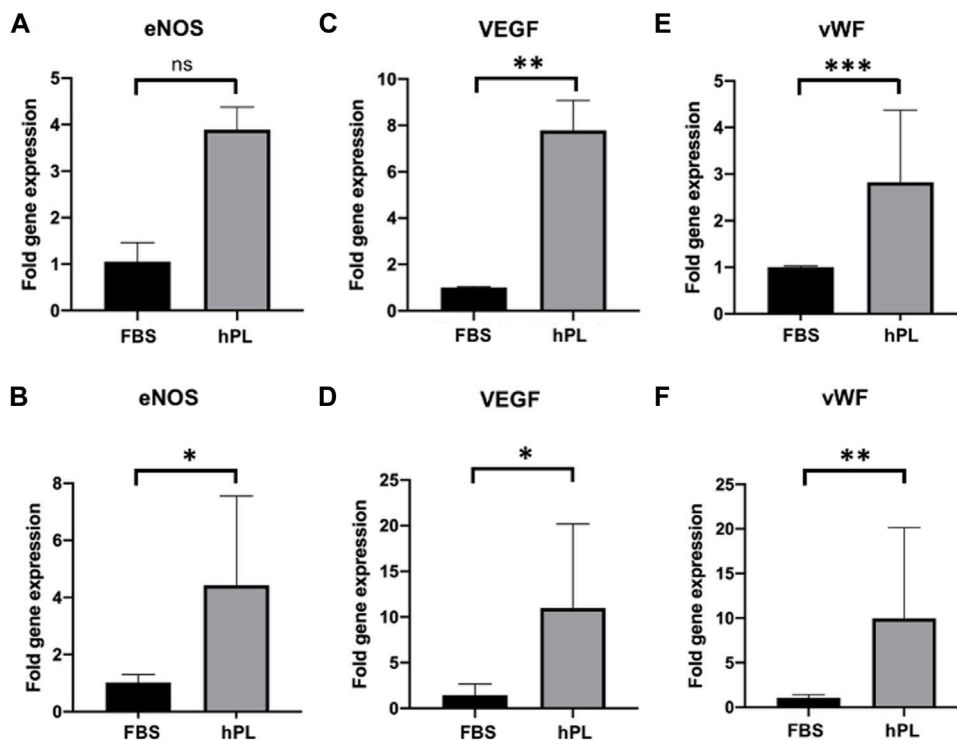 A
eNOS
ns
Fold gene expression
5
4
3
2
1
0
FBS hPL
C
VEGF
**
Fold gene expression
10
8
6
4
2
0
FBS hPL
E
vWF
***
Fold gene expression
5
4
3
2
1
0
FBS hPL
B
eNOS
*
Fold gene expression
8
6
4
2
0
FBS hPL
D
VEGF
*
Fold gene expression
25
20
15
10
5
0
FBS hPL
F
vWF
**
Fold gene expression
25
20
15
10
5
0
FBS hPL